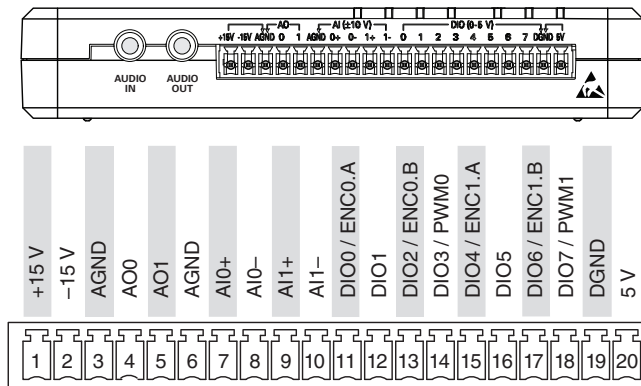 AO AI (±10 V) DIO (0-5 V)
+15V -15V AGND 0 1 AGND 0+ 0- 1+ 1- 0 1 2 3 4 5 6 7 DGND 5V
AUDIO IN
AUDIO OUT
+15 V
–15 V
AGND
AO0
AO1
AGND
AI0+
AI0–
AI1+
AI1–
DIO0 / ENC0.A
DIO1
DIO2 / ENC0.B
DIO3 / PWM0
DIO4 / ENC1.A
DIO5
DIO6 / ENC1.B
DIO7 / PWM1
DGND
5 V
1 2 3 4 5 6 7 8 9 10 11 12 13 14 15 16 17 18 19 20